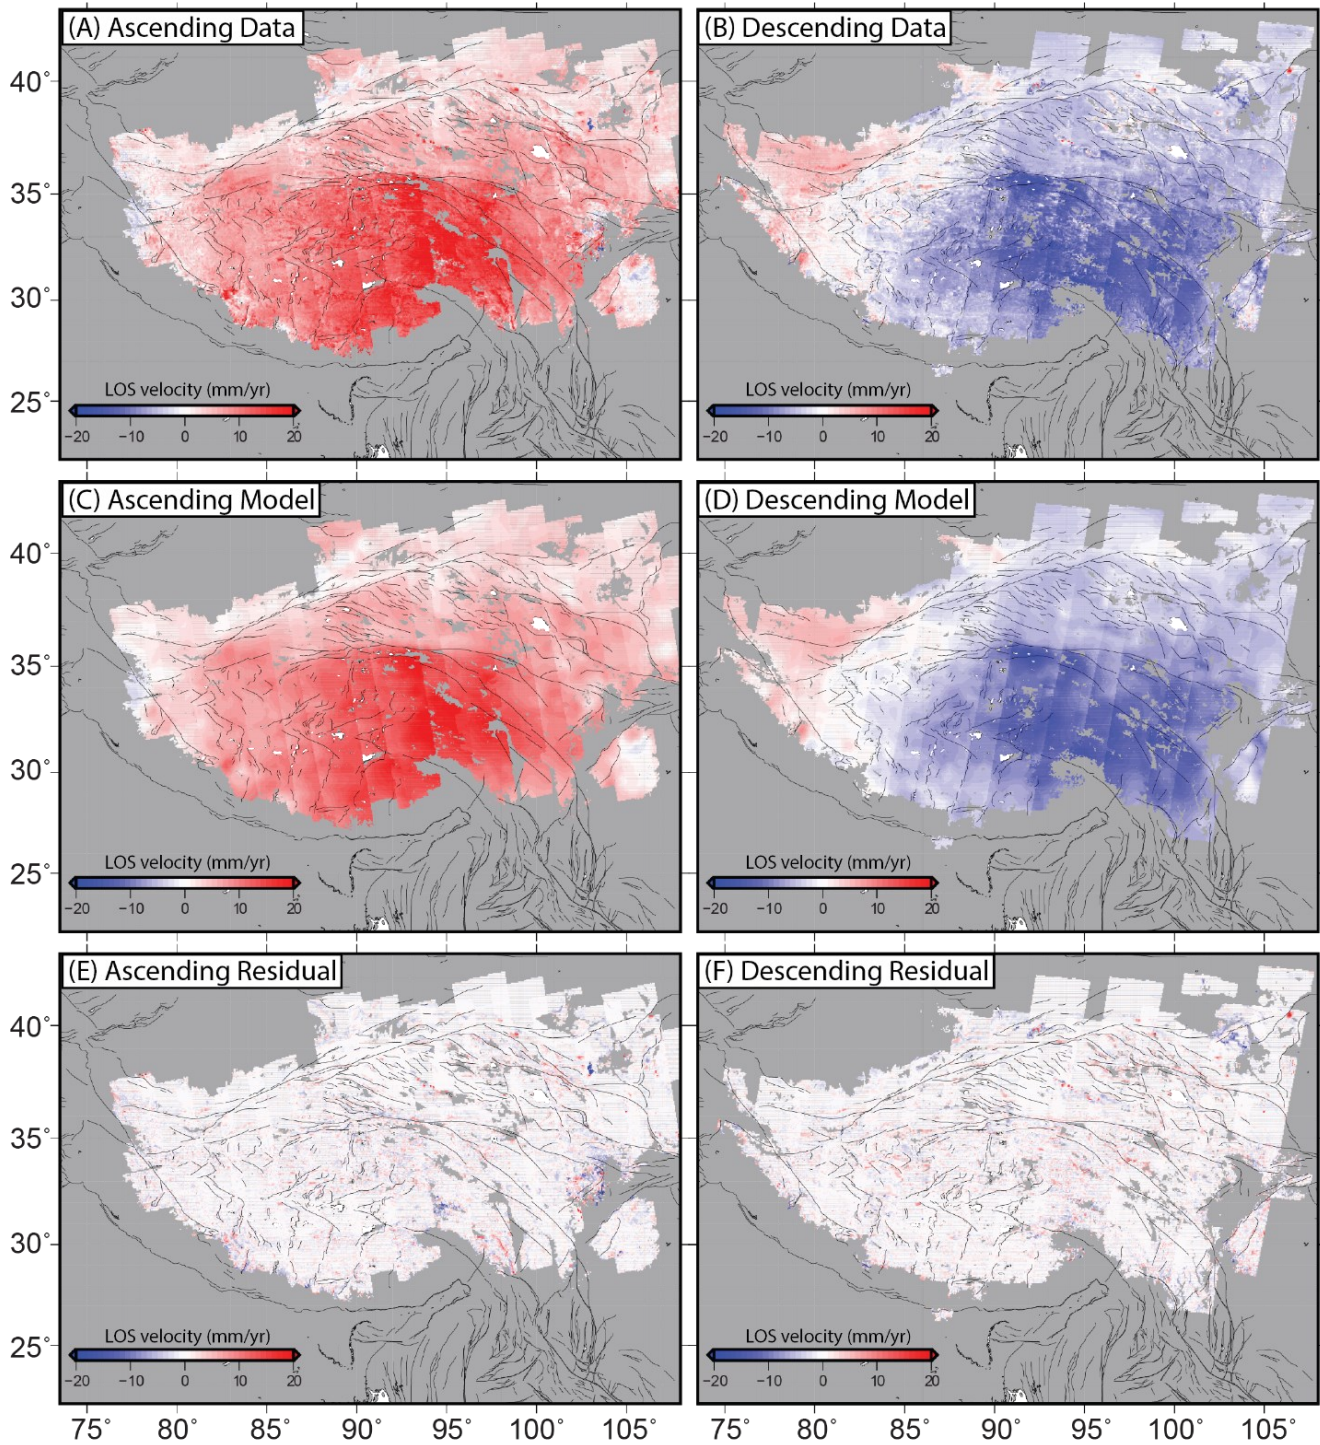 (A) Ascending Data
(B) Descending Data
40°
35°
30°
25°
LOS velocity (mm/yr)
−20 −10 0 10 20
LOS velocity (mm/yr)
−20 −10 0 10 20
(C) Ascending Model
(D) Descending Model
40°
35°
30°
25°
LOS velocity (mm/yr)
−20 −10 0 10 20
LOS velocity (mm/yr)
−20 −10 0 10 20
(E) Ascending Residual
(F) Descending Residual
40°
35°
30°
25°
LOS velocity (mm/yr)
−20 −10 0 10 20
LOS velocity (mm/yr)
−20 −10 0 10 20
75° 80° 85° 90° 95° 100° 105°
75° 80° 85° 90° 95° 100° 105°